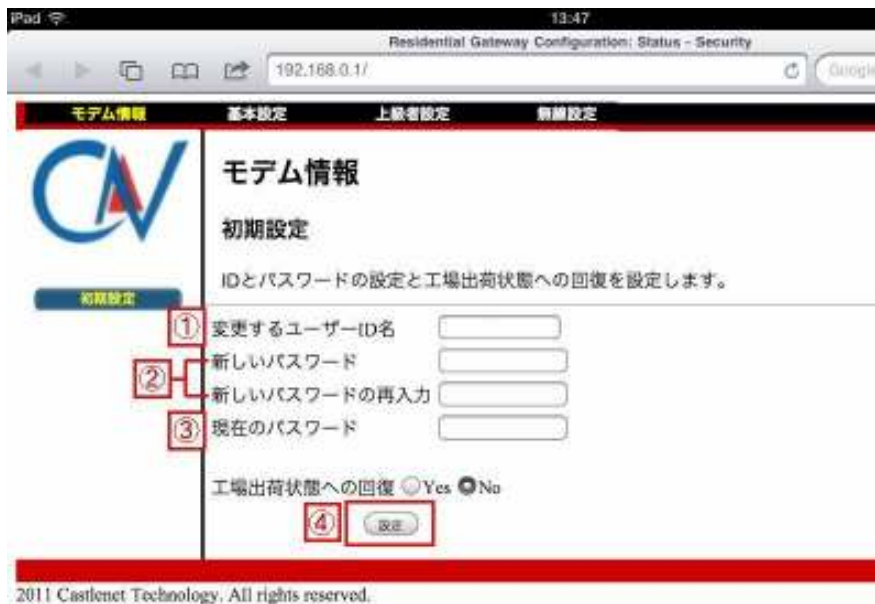 iPad 13:47
Residential Gateway Configuration: Status - Security
192.168.0.1/ Google
モデム情報 基本設定 上級者設定 無線設定
モデム情報
初期設定
IDとパスワードの設定と工場出荷状態への回復を設定します。
初期設定
① 変更するユーザーID名
② 新しいパスワード
新しいパスワードの再入力
③ 現在のパスワード
工場出荷状態への回復 Yes No
④ 設定
2011 Castlenet Technology. All rights reserved.